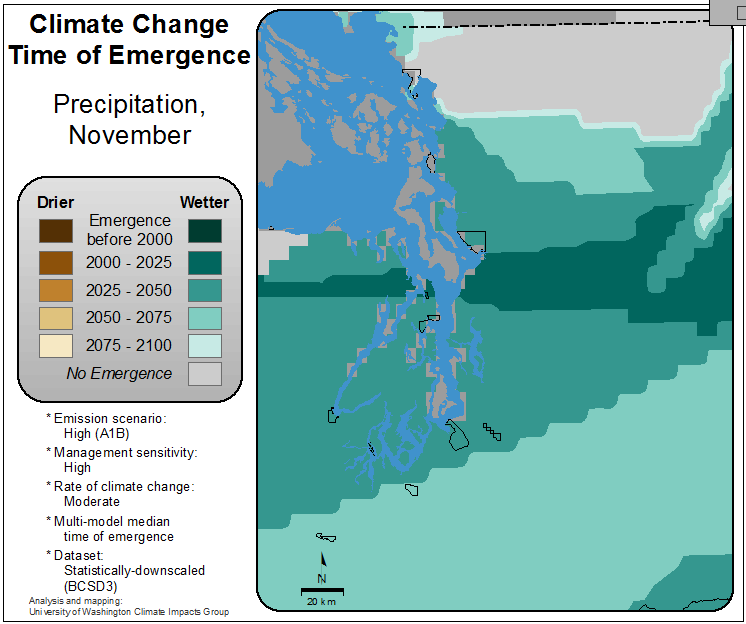 Climate Change
Time of Emergence
Precipitation,
November
Drier
Wetter
Emergence
before 2000
2000 - 2025
2025 - 2050
2050 - 2075
2075 - 2100
No Emergence
* Emission scenario:
High (A1B)
* Management sensitivity:
High
* Rate of climate change:
Moderate
* Multi-model median
time of emergence
* Dataset:
Statistically-downscaled
(BCSD3)
Analysis and mapping:
University of Washington Climate Impacts Group
N
20 km